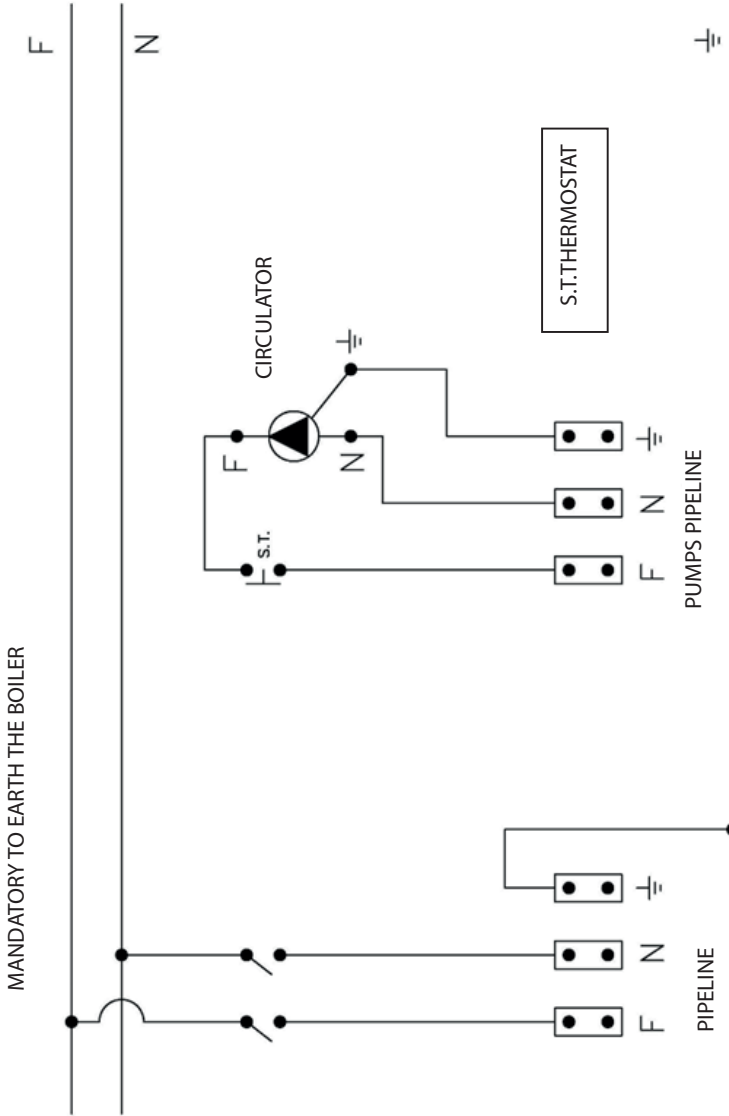 MANDATORY TO EARTH THE BOILER
F
N
CIRCULATOR
F
N
S.T.
S.T.THERMOSTAT
F N
PIPELINE
F N
PUMPS PIPELINE